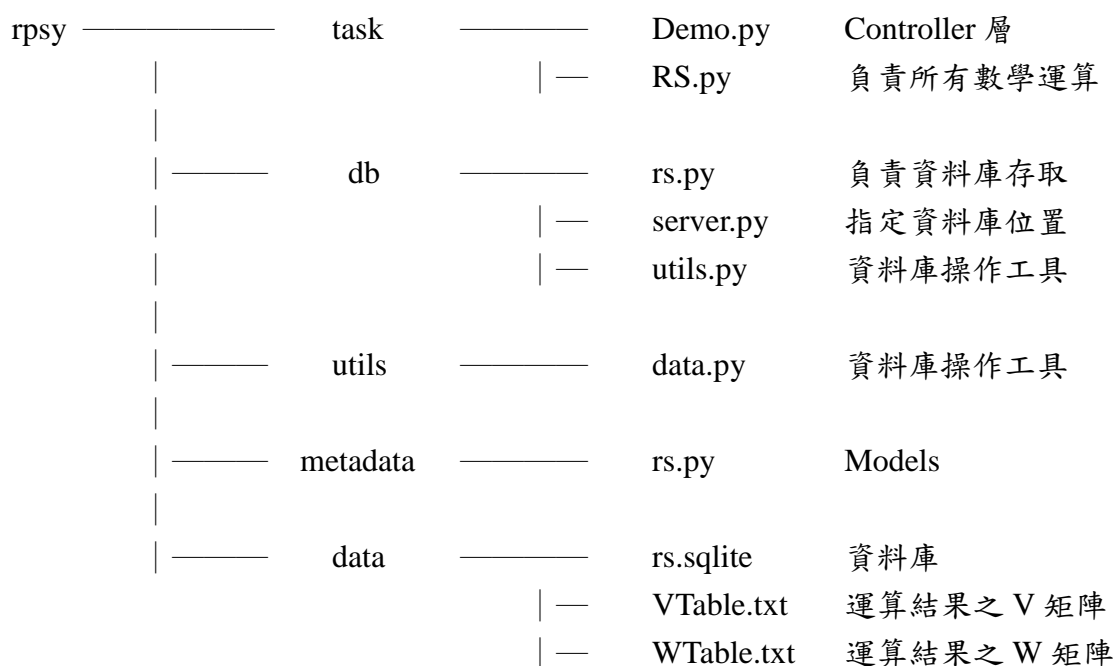 rpsy task Demo.py Controller 層
RS.py 負責所有數學運算
db rs.py 負責資料庫存取
server.py 指定資料庫位置
utils.py 資料庫操作工具
utils data.py 資料庫操作工具
metadata rs.py Models
data rs.sqlite 資料庫
VTable.txt 運算結果之 V 矩陣
WTable.txt 運算結果之 W 矩陣